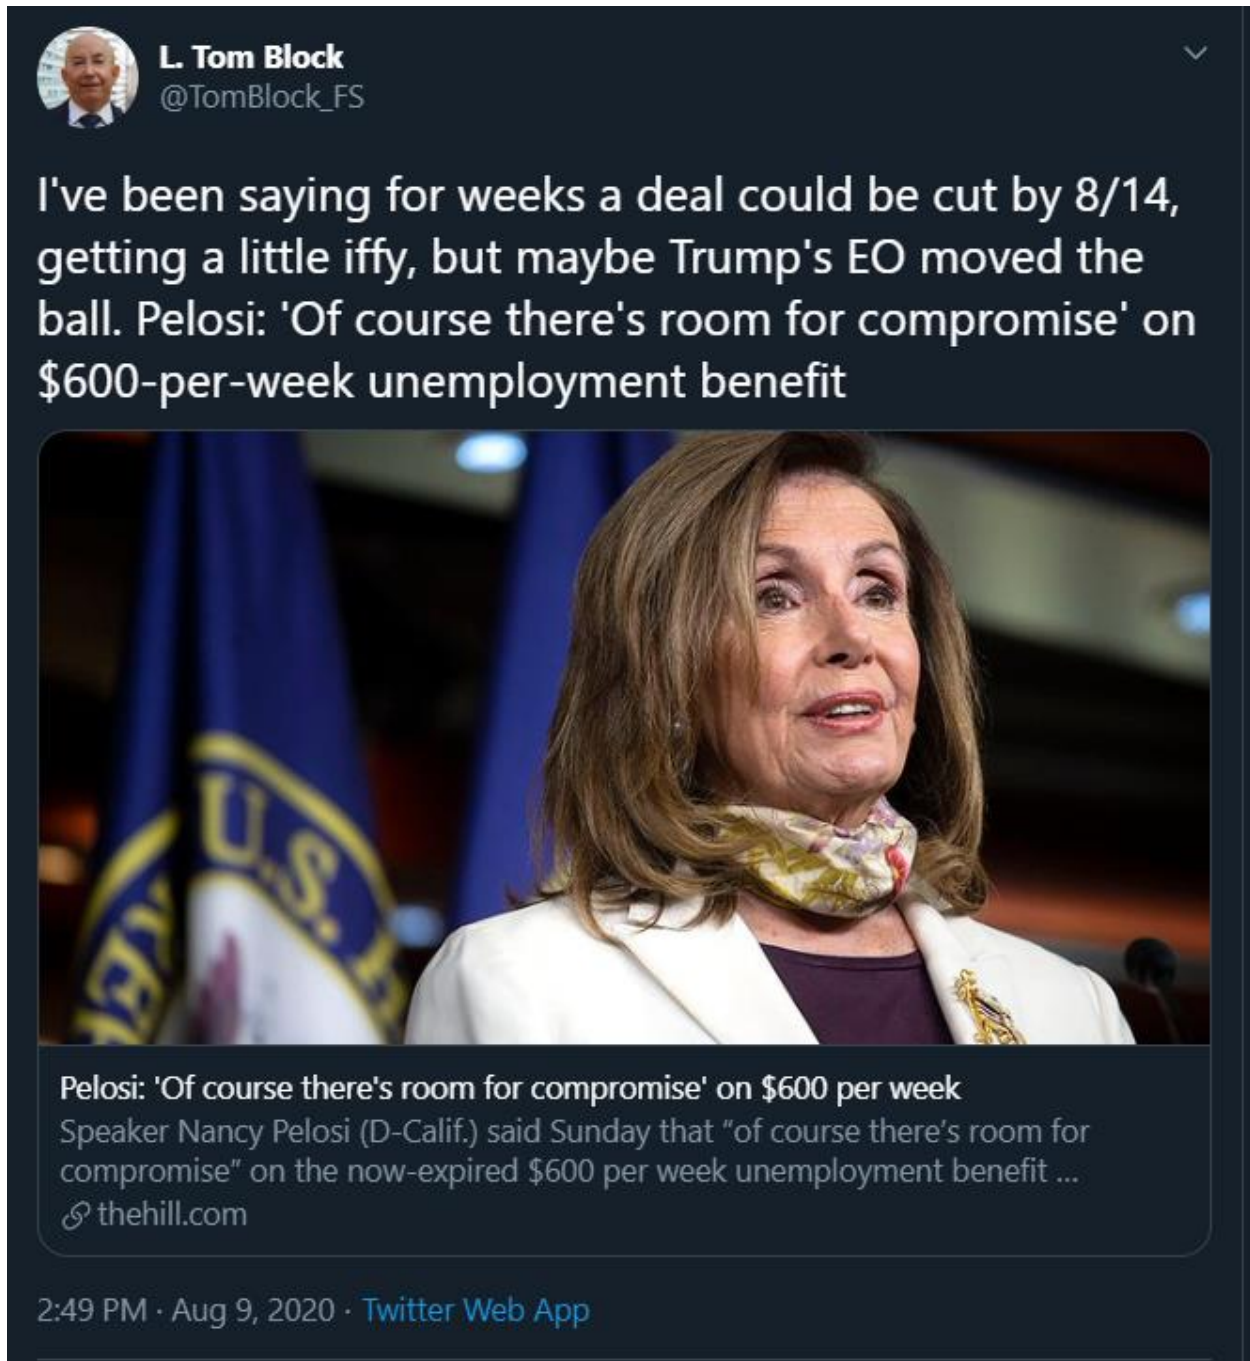 L. Tom Block
@TomBlock_FS
I've been saying for weeks a deal could be cut by 8/14,
getting a little iffy, but maybe Trump's EO moved the
ball. Pelosi: 'Of course there's room for compromise' on
$600-per-week unemployment benefit
U.S.
Pelosi: 'Of course there's room for compromise' on $600 per week
Speaker Nancy Pelosi (D-Calif.) said Sunday that “of course there’s room for
compromise” on the now-expired $600 per week unemployment benefit ...
thehill.com
2:49 PM · Aug 9, 2020 · Twitter Web App